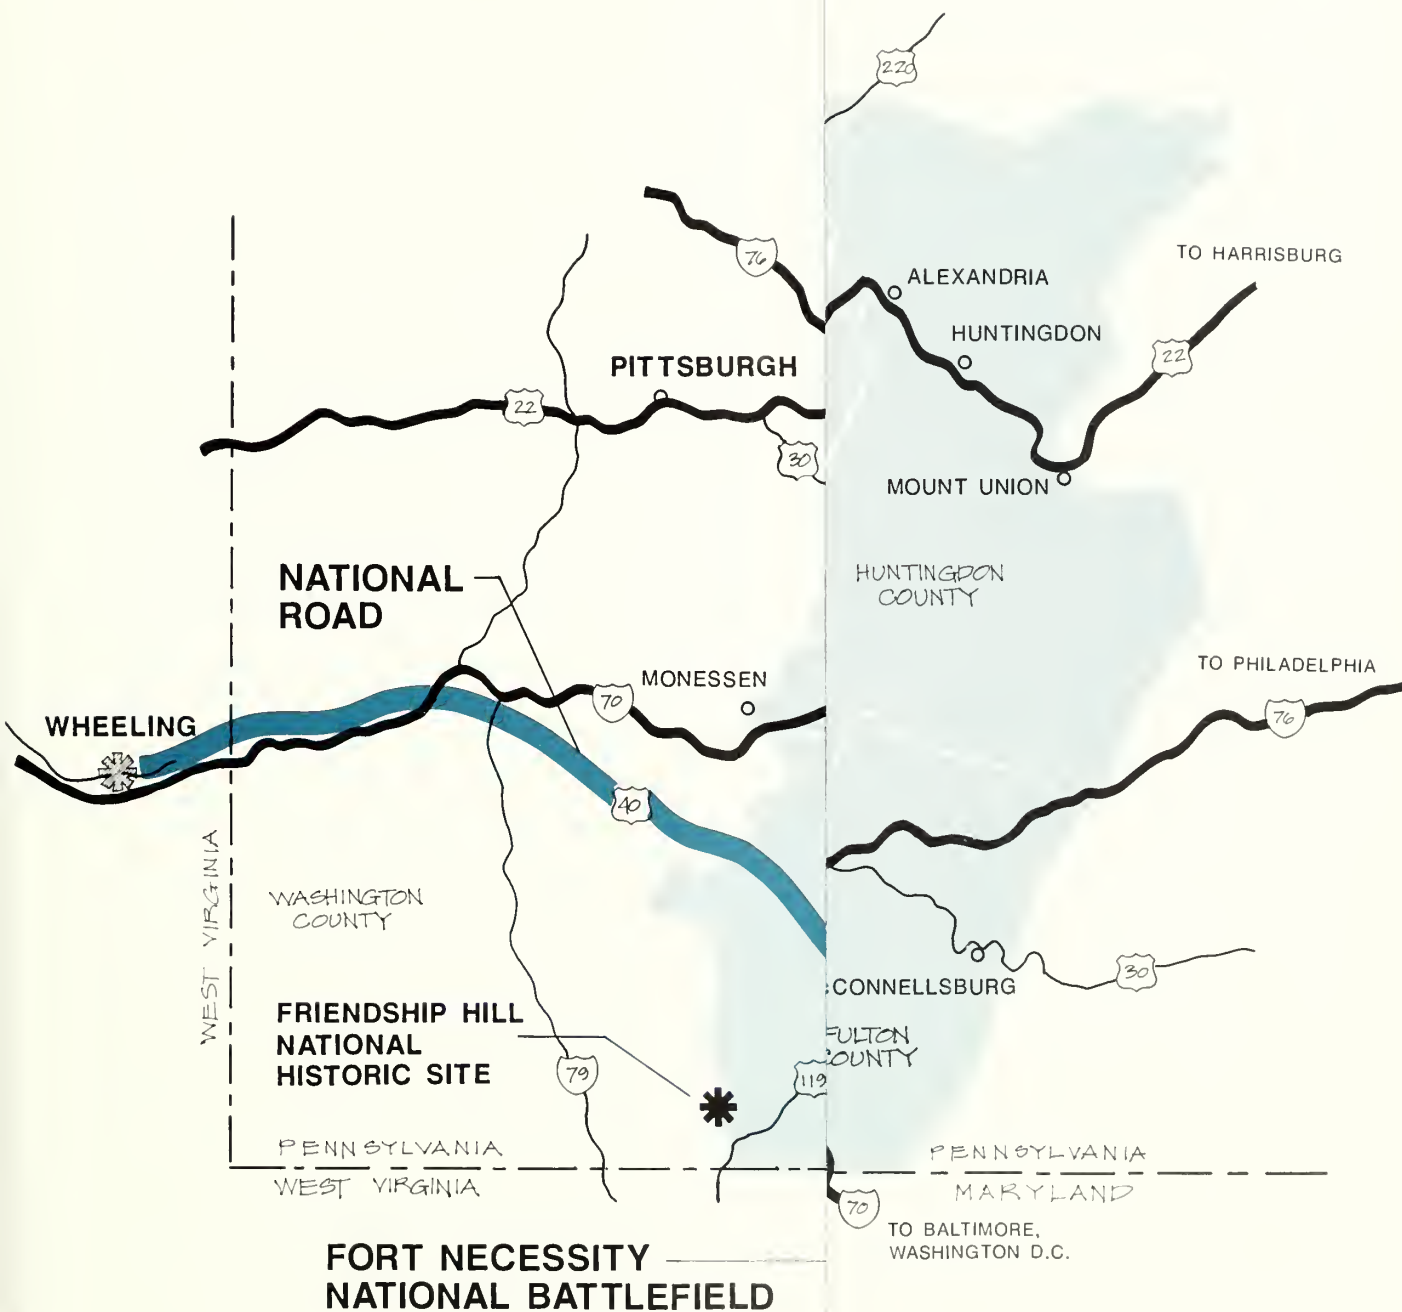 220
76
TO HARRISBURG
ALEXANDRIA
HUNTINGDON
22
PITTSBURGH
22
30
MOUNT UNION
NATIONAL
ROAD
HUNTINGDON
COUNTY
TO PHILADELPHIA
MONESSEN
70
76
WHEELING
40
WEST VIRGINIA
WASHINGTON
COUNTY
30
CONNELLSBURG
FRIENDSHIP HILL
NATIONAL
HISTORIC SITE
FULTON
COUNTY
79
119
PENNSYLVANIA
WEST VIRGINIA
PENNSYLVANIA
MARYLAND
70
TO BALTIMORE,
WASHINGTON D.C.
FORT NECESSITY
NATIONAL BATTLEFIELD